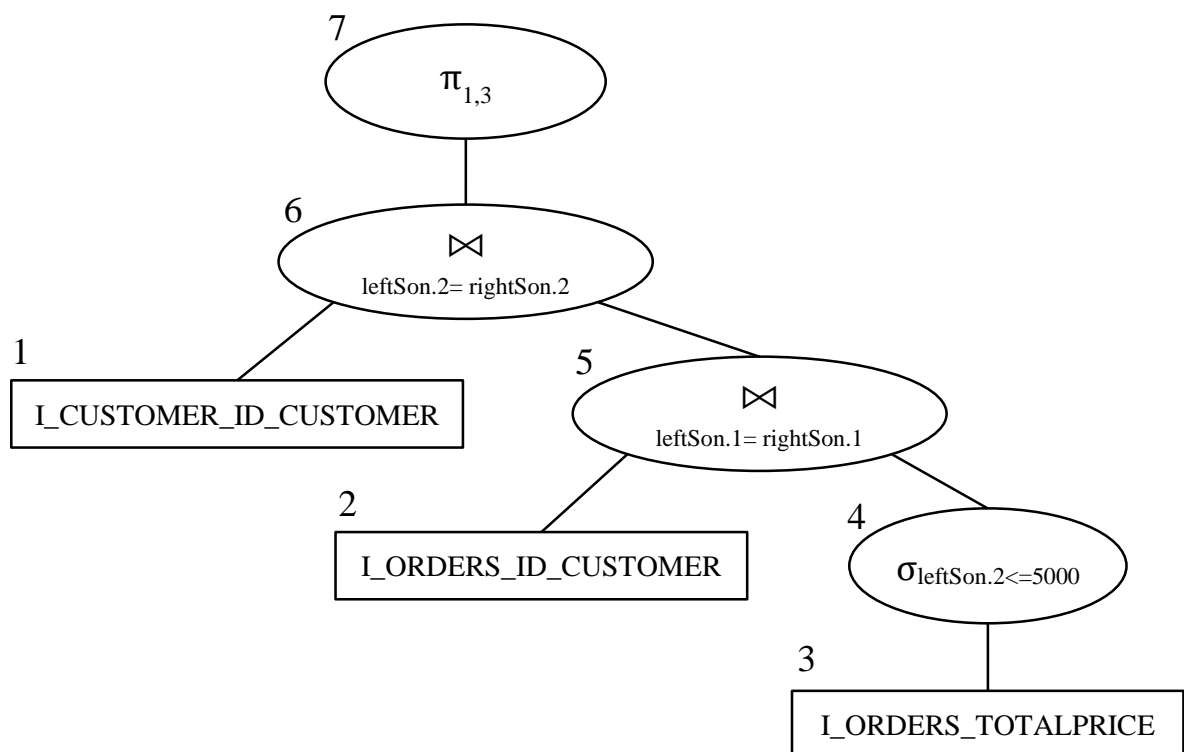 7
π1,3
6
⋈
leftSon.2= rightSon.2
1
I_CUSTOMER_ID_CUSTOMER
5
⋈
leftSon.1= rightSon.1
2
I_ORDERS_ID_CUSTOMER
4
σleftSon.2<=5000
3
I_ORDERS_TOTALPRICE